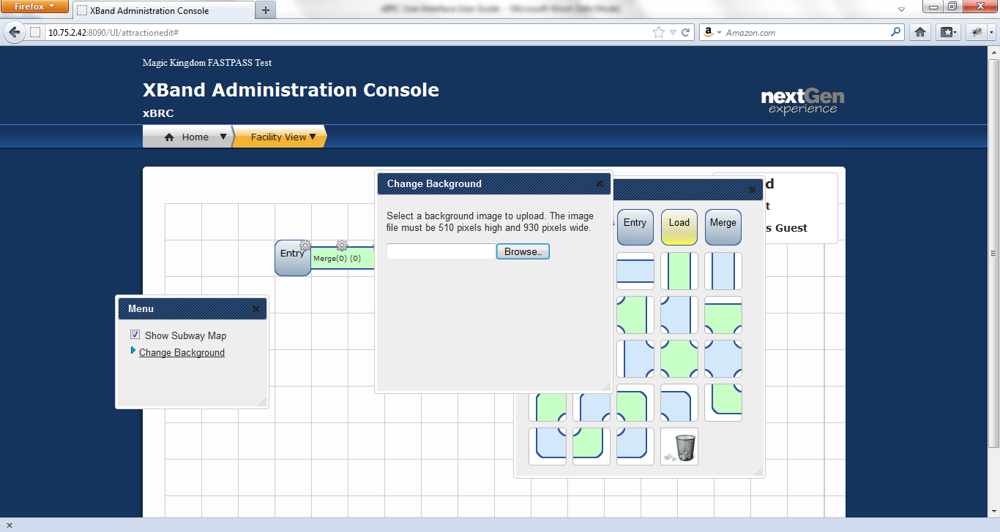 Firefox
XBand Administration Console
xBRC Use Interface User Guide - Microsoft Word (Safe Mode)
10.75.2.42:8090/UI/attractionedit#
Amazon.com
Magic Kingdom FASTPASS Test
XBand Administration Console
xBRC
nextGen
experience
Home
Facility View
Change Background
Select a background image to upload. The image
file must be 510 pixels high and 930 pixels wide.
Browse..
d
t
s Guest
s
Entry
Load
Merge
Entry
Merge(0) (0)
Menu
Show Subway Map
Change Background